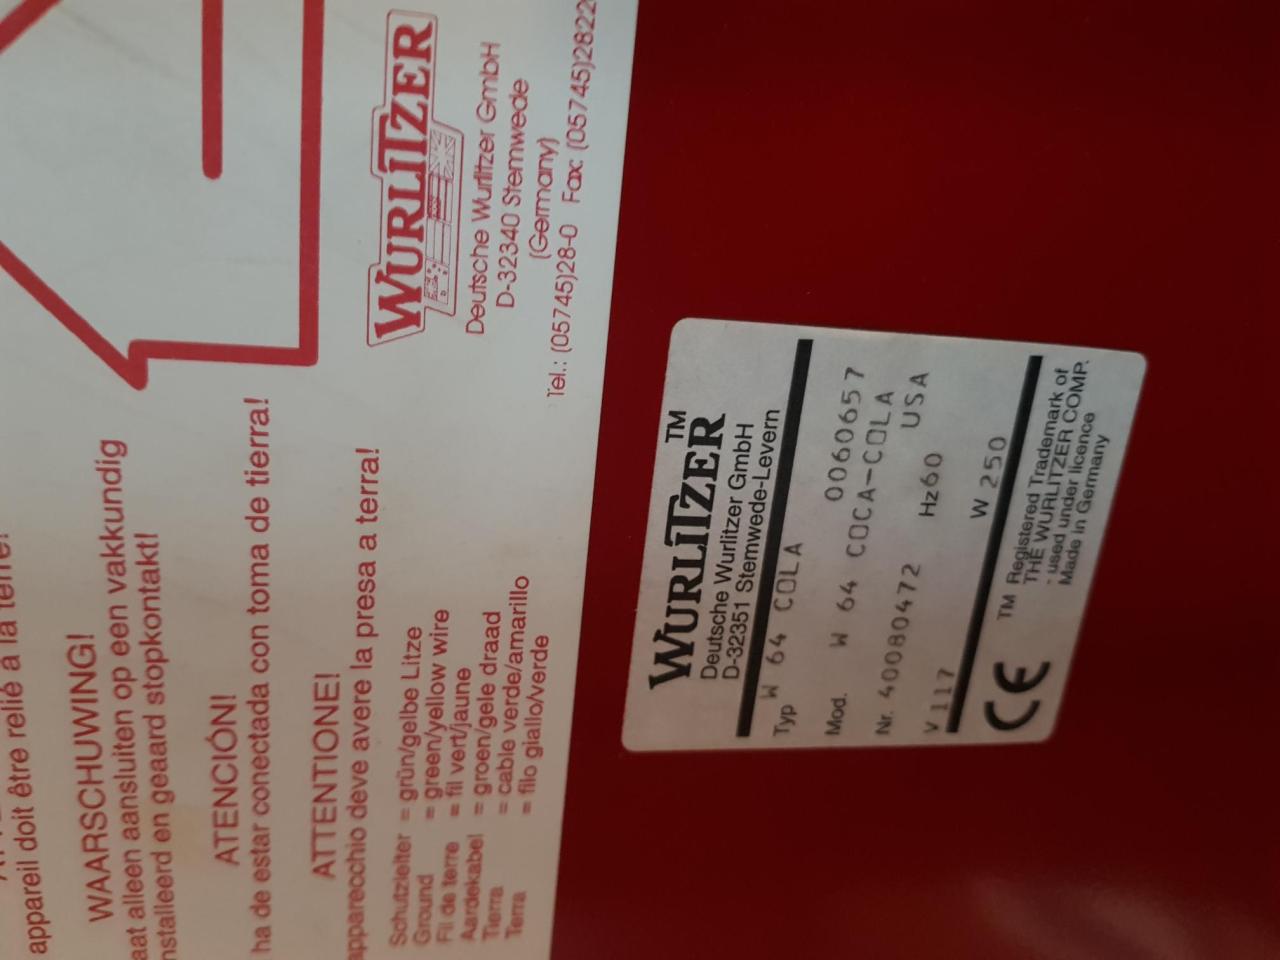 appareil doit être relié à la terre!
WAARSCHUWING!
aat alleen aansluiten op een vakkundig
nstalleerd en geaard stopkontakt!
ATENCIÓN!
ha de estar conectada con toma de tierra!
ATTENTIONE!
apparecchio deve avere la presa a terra!
Schutzleiter = grün/gelbe Litze
Ground = green/yellow wire
Fil de terre = fil vert/jaune
Aardekabel = groen/gele draad
Tierra = cable verde/amarillo
Terra = filo giallo/verde
WURLITZER
Deutsche Wurlitzer GmbH
D-32340 Stemwede
(Germany)
Tel.: (05745)28-0 Fax: (05745)2822
WURLITZER TM
Deutsche Wurlitzer GmbH
D-32351 Stemwede-Levern
Typ W 64 COLA
Mod. 0060657
W 64 COCA-COLA
Nr. 40080472 USA
V 117 Hz60
W 250
CE
TM Registered Trademark of
THE WURLITZER COMP.
- used under licence
Made in Germany